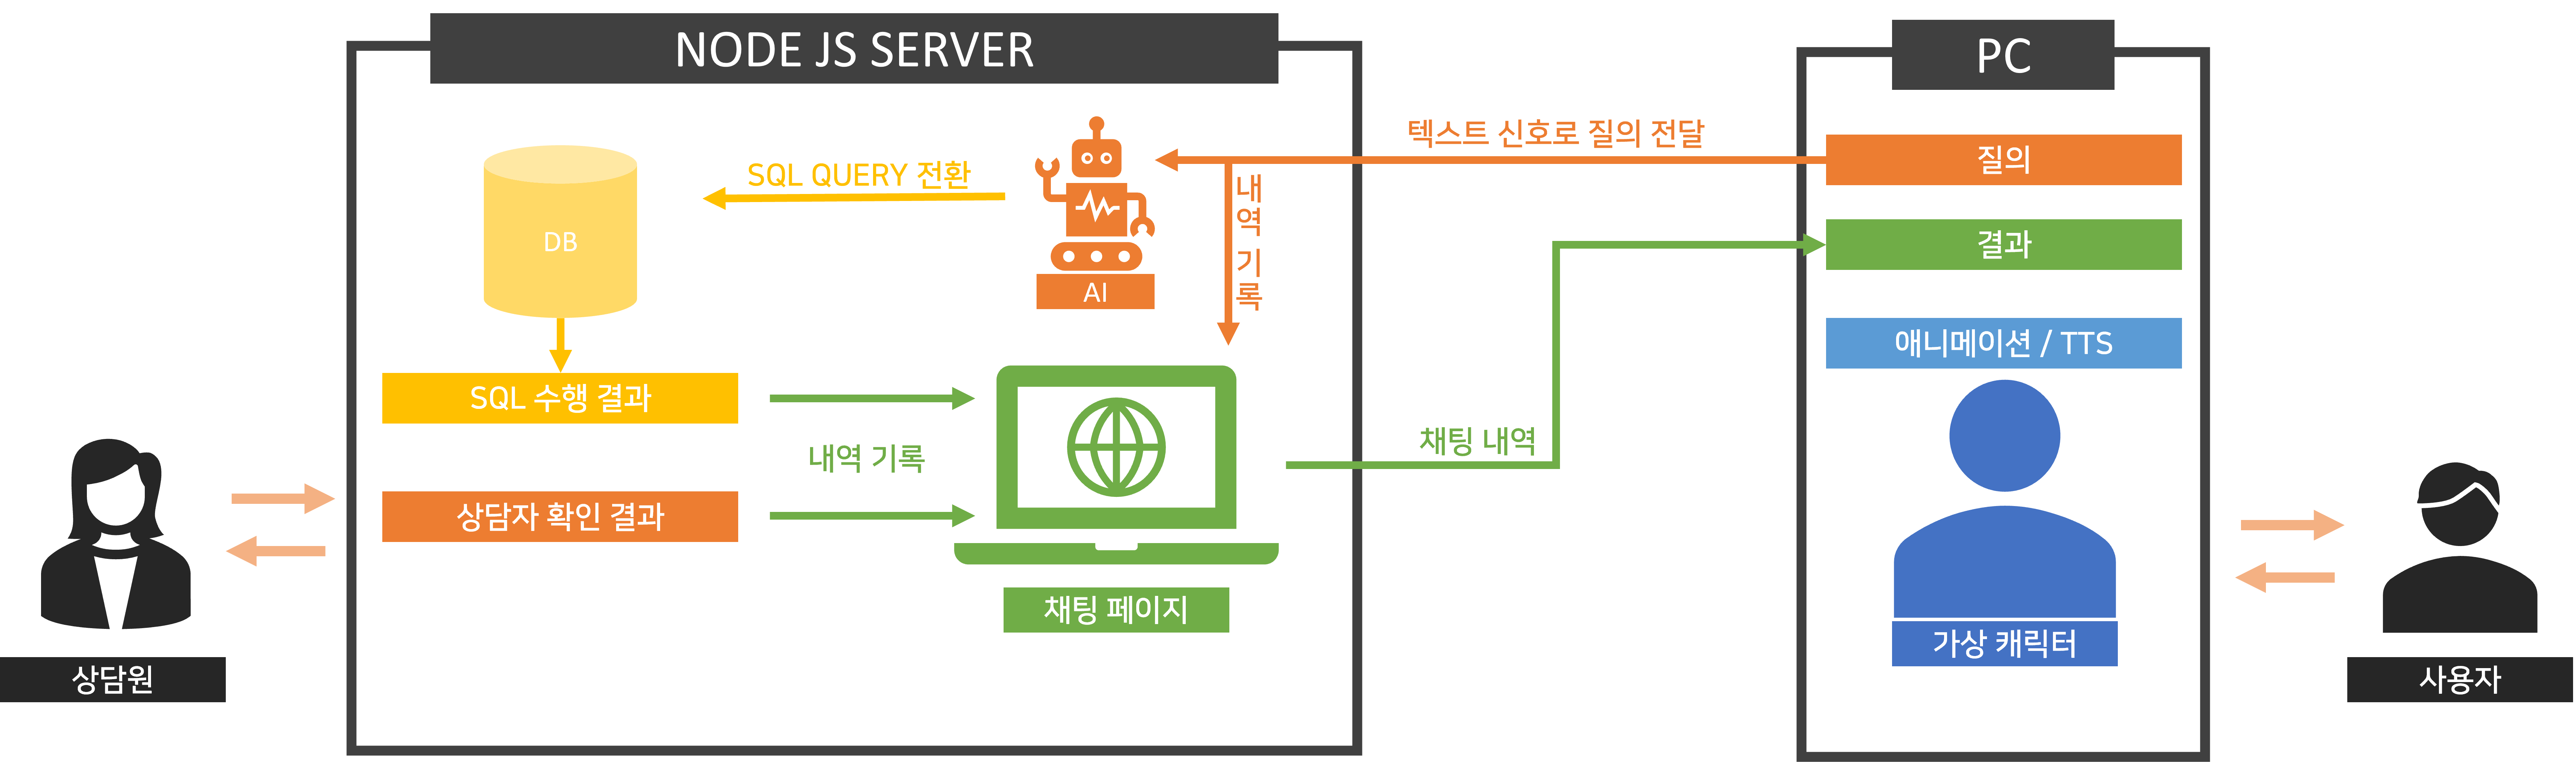 NODE JS SERVER
PC
텍스트 신호로 질의 전달
질의
SQL QUERY 전환
내역 기록
결과
DB
AI
애니메이션 / TTS
SQL 수행 결과
채팅 내역
내역 기록
상담자 확인 결과
채팅 페이지
가상 캐릭터
상담원
사용자